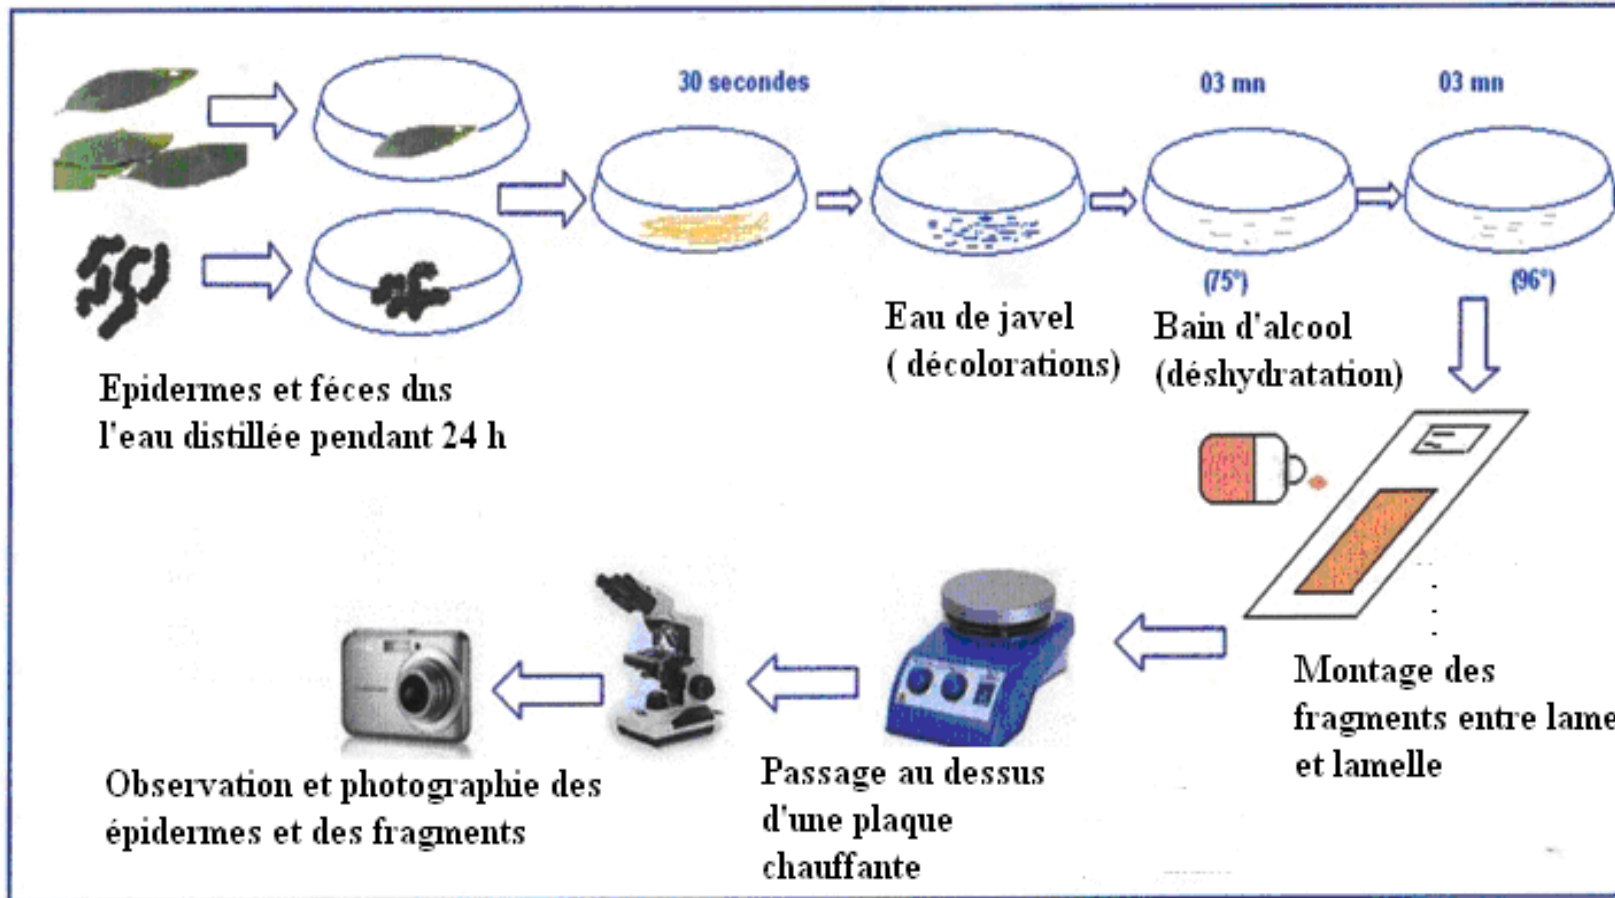 30 secondes
03 mn
03 mn
(75°)
(96°)
Eau de javel
( décolorations)
Bain d'alcool
(déshydratation)
Epidermes et féces dns
l'eau distillée pendant 24 h
Montage des
fragments entre lame
et lamelle
Passage au dessus
d'une plaque
chauffante
Observation et photographie des
épidermes et des fragments